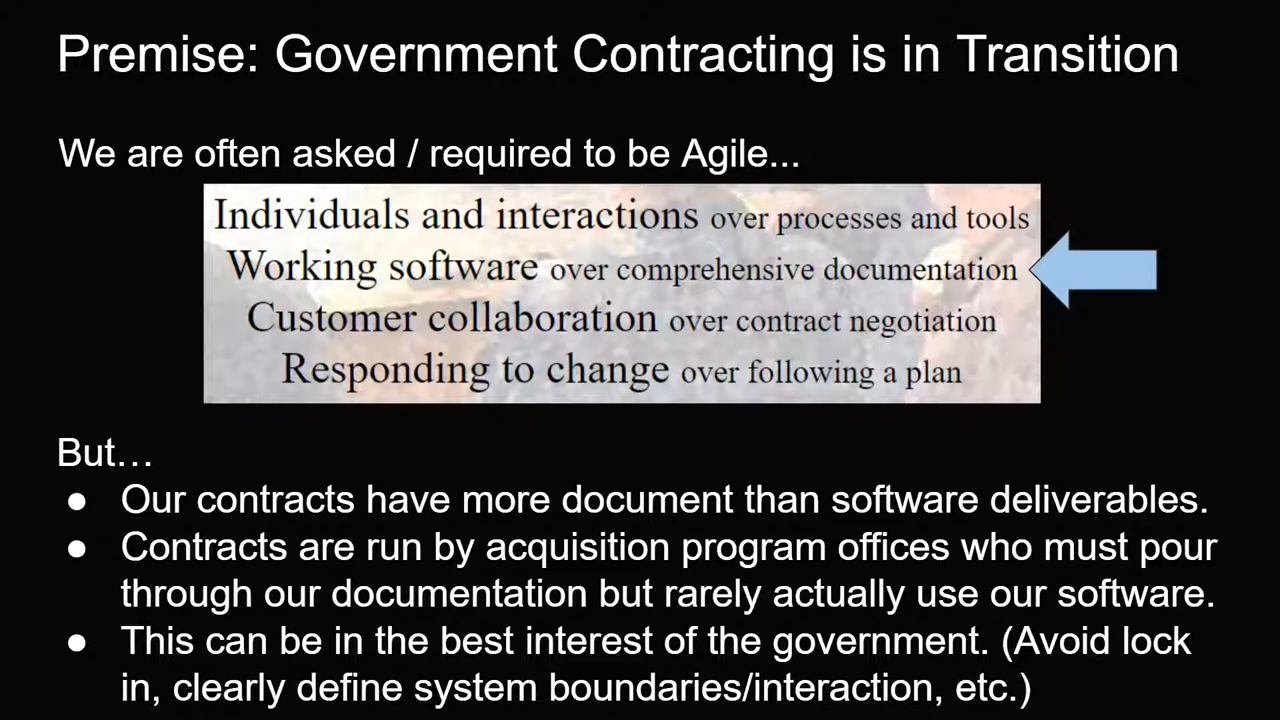 Premise: Government Contracting is in Transition
We are often asked / required to be Agile...
Individuals and interactions over processes and tools
Working software over comprehensive documentation
Customer collaboration over contract negotiation
Responding to change over following a plan
But…
● Our contracts have more document than software deliverables.
● Contracts are run by acquisition program offices who must pour
through our documentation but rarely actually use our software.
● This can be in the best interest of the government. (Avoid lock
in, clearly define system boundaries/interaction, etc.)